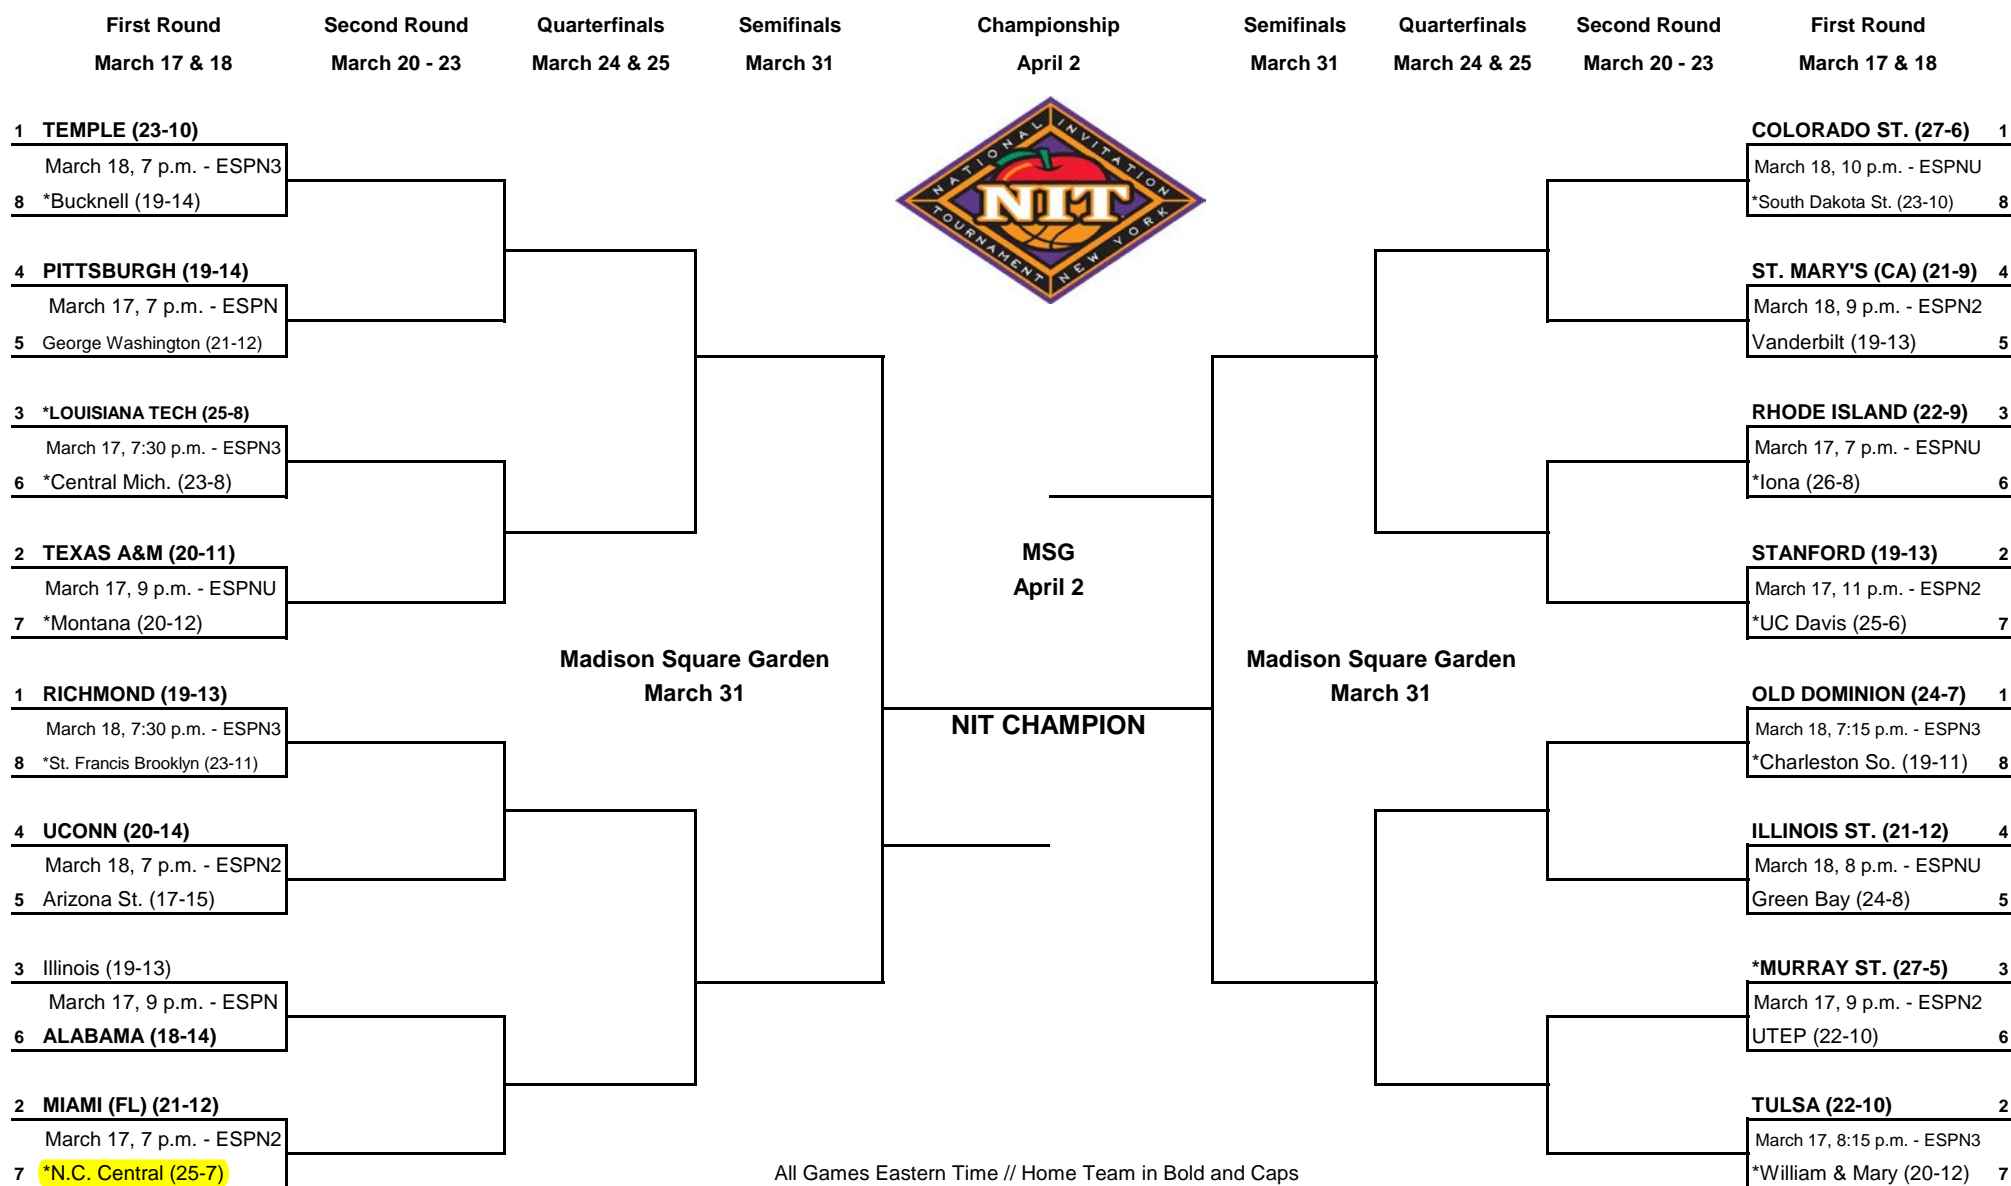 First Round Second Round Quarterfinals Semifinals Championship Semifinals Quarterfinals Second Round First Round
March 17 & 18 March 20 - 23 March 24 & 25 March 31 April 2 March 31 March 24 & 25 March 20 - 23 March 17 & 18
NATIONAL INVITATION
NIT
TOURNAMENT NEW YORK
1 TEMPLE (23-10)
March 18, 7 p.m. - ESPN3
8 *Bucknell (19-14)
4 PITTSBURGH (19-14)
March 17, 7 p.m. - ESPN
5 George Washington (21-12)
3 *LOUISIANA TECH (25-8)
March 17, 7:30 p.m. - ESPN3
6 *Central Mich. (23-8)
2 TEXAS A&M (20-11)
March 17, 9 p.m. - ESPNU
7 *Montana (20-12)
1 RICHMOND (19-13)
March 18, 7:30 p.m. - ESPN3
8 *St. Francis Brooklyn (23-11)
4 UCONN (20-14)
March 18, 7 p.m. - ESPN2
5 Arizona St. (17-15)
3 Illinois (19-13)
March 17, 9 p.m. - ESPN
6 ALABAMA (18-14)
2 MIAMI (FL) (21-12)
March 17, 7 p.m. - ESPN2
7 *N.C. Central (25-7)
Madison Square Garden
March 31
MSG
April 2
NIT CHAMPION
Madison Square Garden
March 31
COLORADO ST. (27-6) 1
March 18, 10 p.m. - ESPNU
*South Dakota St. (23-10) 8
ST. MARY'S (CA) (21-9) 4
March 18, 9 p.m. - ESPN2
Vanderbilt (19-13) 5
RHODE ISLAND (22-9) 3
March 17, 7 p.m. - ESPNU
*Iona (26-8) 6
STANFORD (19-13) 2
March 17, 11 p.m. - ESPN2
*UC Davis (25-6) 7
OLD DOMINION (24-7) 1
March 18, 7:15 p.m. - ESPN3
*Charleston So. (19-11) 8
ILLINOIS ST. (21-12) 4
March 18, 8 p.m. - ESPNU
Green Bay (24-8) 5
*MURRAY ST. (27-5) 3
March 17, 9 p.m. - ESPN2
UTEP (22-10) 6
TULSA (22-10) 2
March 17, 8:15 p.m. - ESPN3
*William & Mary (20-12) 7
All Games Eastern Time // Home Team in Bold and Caps